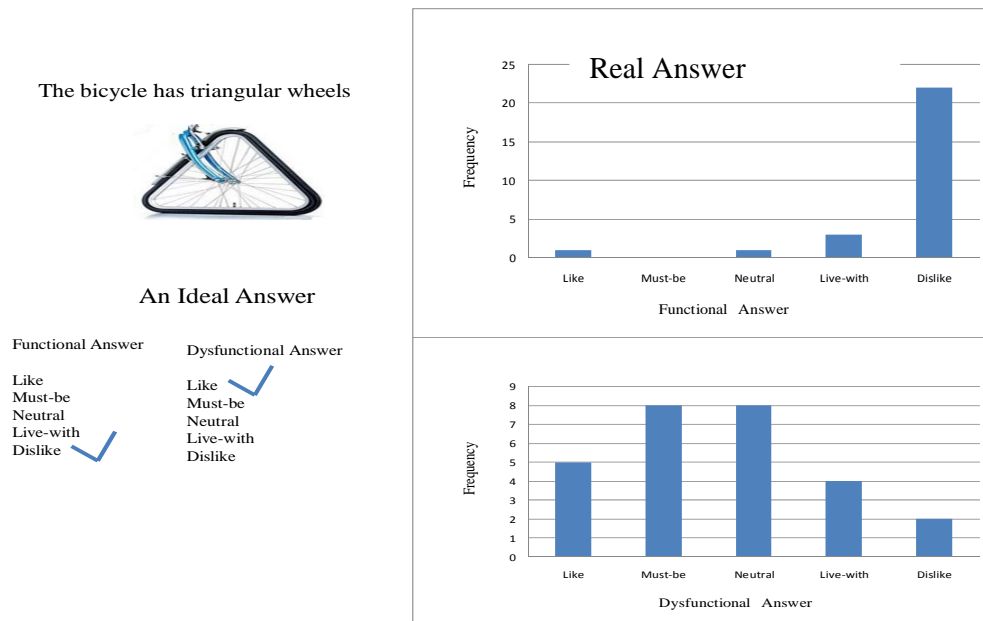 The bicycle has triangular wheels
An Ideal Answer
Functional Answer
Like
Must-be
Neutral
Live-with
Dislike
Dysfunctional Answer
Like
Must-be
Neutral
Live-with
Dislike
Real Answer
Frequency
25
20
15
10
5
0
Like Must-be Neutral Live-with Dislike
Functional Answer
Frequency
9
8
7
6
5
4
3
2
1
0
Like Must-be Neutral Live-with Dislike
Dysfunctional Answer